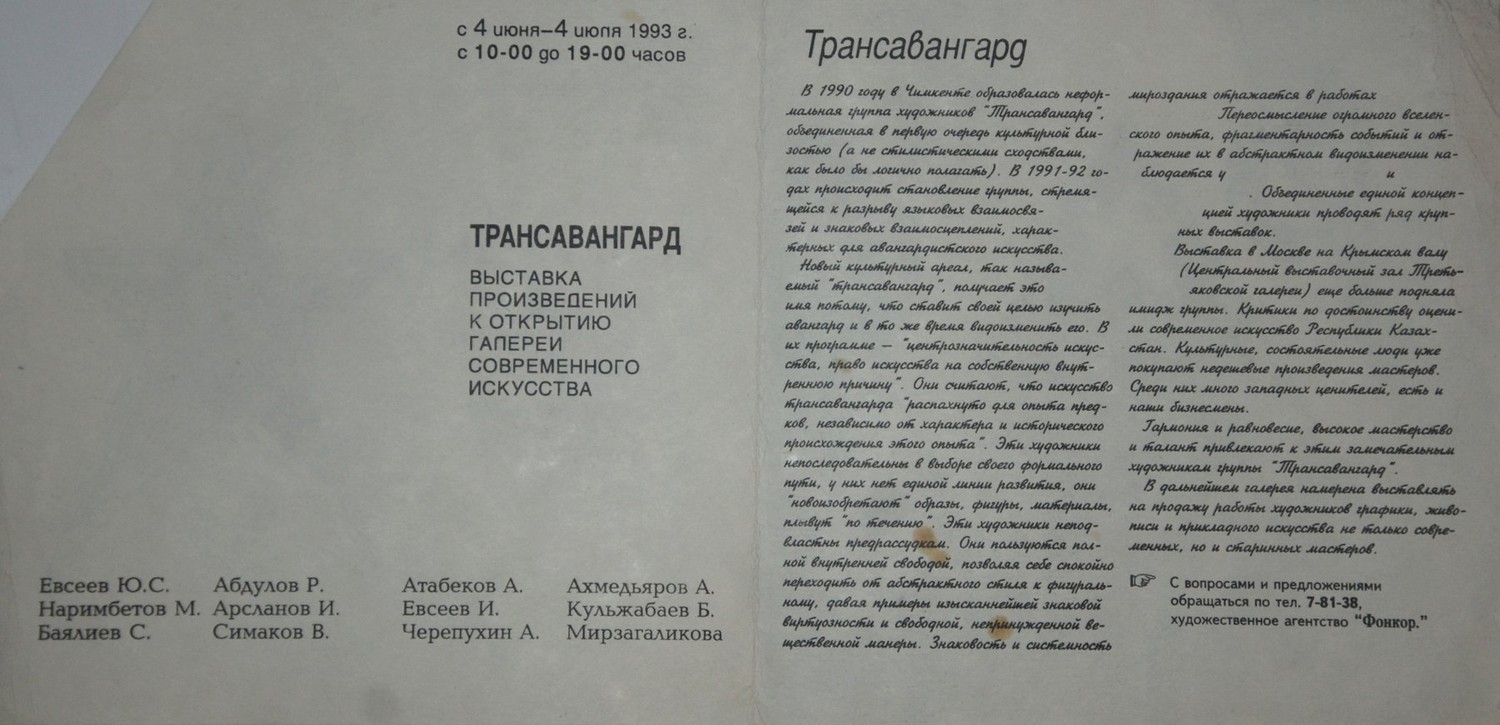 с 4 июня–4 июля 1993 г.
с 10-00 до 19-00 часов
ТРАНСАВАНГАРД
ВЫСТАВКА
ПРОИЗВЕДЕНИЙ
К ОТКРЫТИЮ
ГАЛЕРЕИ
СОВРЕМЕННОГО
ИСКУССТВА
Евсеев Ю.С. Абдулов Р. Атабеков А. Ахмедьяров А.
Наримбетов М. Арсланов И. Евсеев И. Кульжабаев Б.
Баялиев С. Симаков В. Черепухин А. Мирзагаликова
Трансавангард
В 1990 году в Чимкенте образовалась нефор-
мальная группа художников "Трансавангард",
объединенная в первую очередь культурной бли-
зостью (а не стилистическими сходствами,
как было бы логично полагать). В 1991-92 го-
дах происходит становление группы, стремя-
щейся к разрыву языковых взаимосвя-
зей и знаковых взаимосцеплений, харак-
терных для авангардистского искусства.
Новый культурный ареал, так называ-
емый "трансавангард", получает это
имя потому, что ставит своей целью изучить
авангард и в то же время видоизменить его. В
их программе — "центрозначительность искус-
ства, право искусства на собственную внут-
реннюю причину". Они считают, что искусство
трансавангарда "распахнуто для опыта пред-
ков, независимо от характера и исторического
происхождения этого опыта". Эти художники
непоследовательны в выборе своего формального
пути, у них нет единой линии развития, они
"новоизобретают" образы, фигуры, материалы,
плывут "по течению". Эти художники непод-
властны предрассудкам. Они пользуются пол-
ной внутренней свободой, позволяя себе спокойно
переходить от абстрактного стиля к фигураль-
ному, давая примеры изысканнейшей знаковой
виртуозности и свободной, непринужденной ве-
щественной манеры. Знаковость и системность
мироздания отражается в работах
Переосмысление огромного вселен-
ского опыта, фрагментарность событий и от-
ражение их в абстрактном видоизменении на-
блюдается у и
. Объединенные единой концеп-
цией художники проводят ряд круп-
ных выставок.
Выставка в Москве на Крымском валу
(Центральный выставочный зал Треть-
яковской галереи) еще больше подняла
имидж группы. Критики по достоинству оцени-
ли современное искусство Республики Казах-
стан. Культурные, состоятельные люди уже
покупают недешевые произведения мастеров.
Среди них много западных ценителей, есть и
наши бизнесмены.
Гармония и равновесие, высокое мастерство
и талант привлекают к этим замечательным
художникам группы "Трансавангард".
В дальнейшем галерея намерена выставлять
на продажу работы художников графики, живо-
писи и прикладного искусства не только совре-
менных, но и старинных мастеров.
С вопросами и предложениями
обращаться по тел. 7-81-38,
художественное агентство "Фонкор."